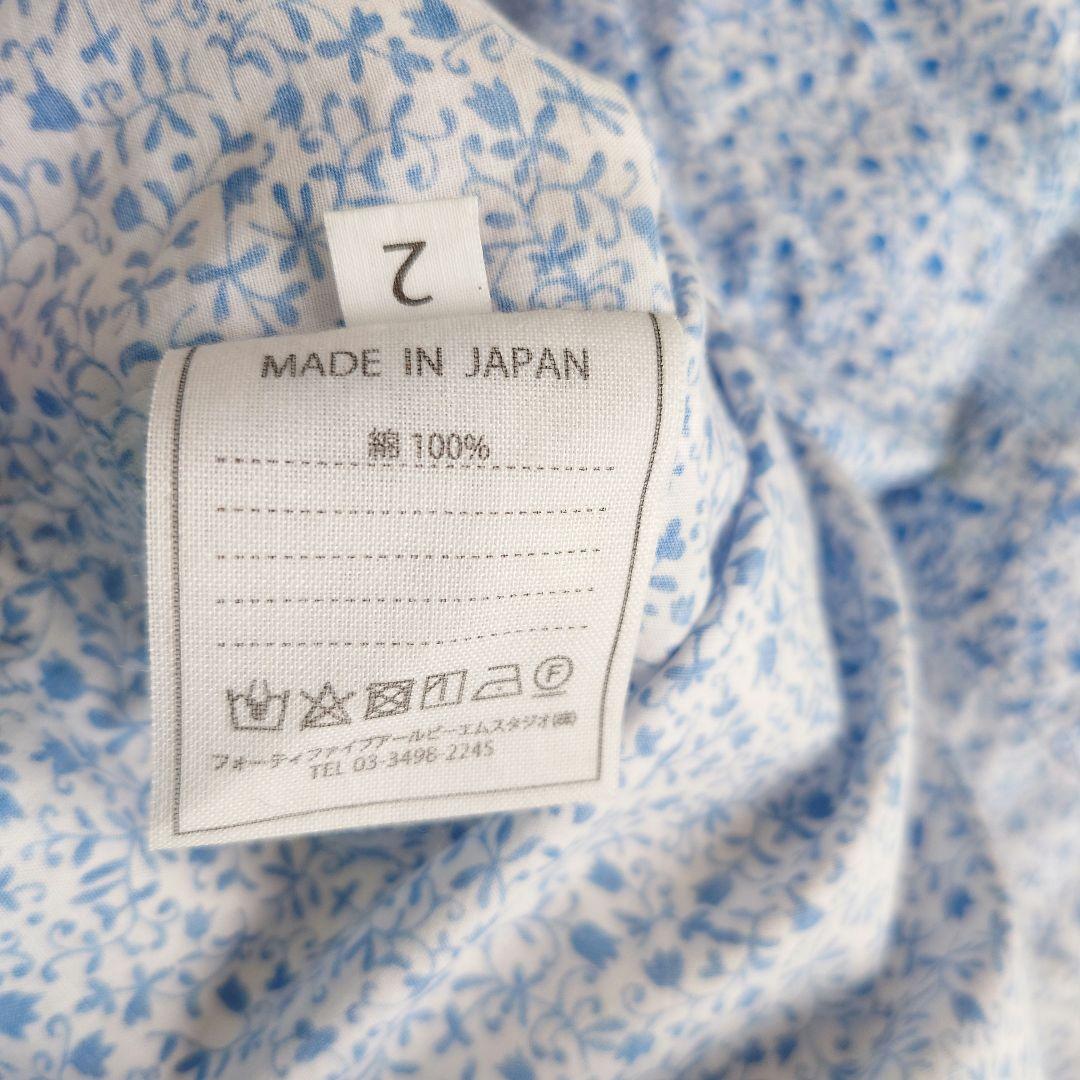 2
MADE IN JAPAN
綿 100%
F
フォーティファイブアールピーエムスタジオ(株)
TEL 03-3498-2245